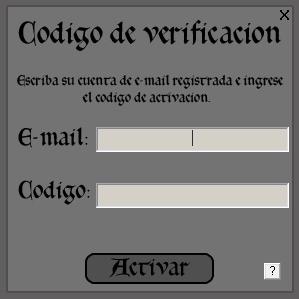 Codigo de verificacion
Escriba su cuenta de e-mail registrada e ingrese
el codigo de activacion.
E-mail:
Codigo:
Activar
?